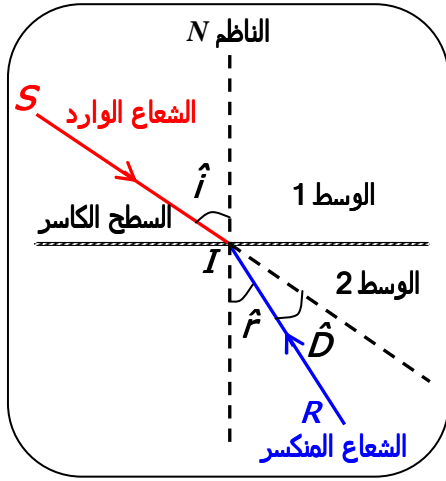 الناظم N
S
الشعاع الوارد
î
الوسط 1
السطح الكاسر
I
الوسط 2
r̂
D̂
R
الشعاع المنكسر